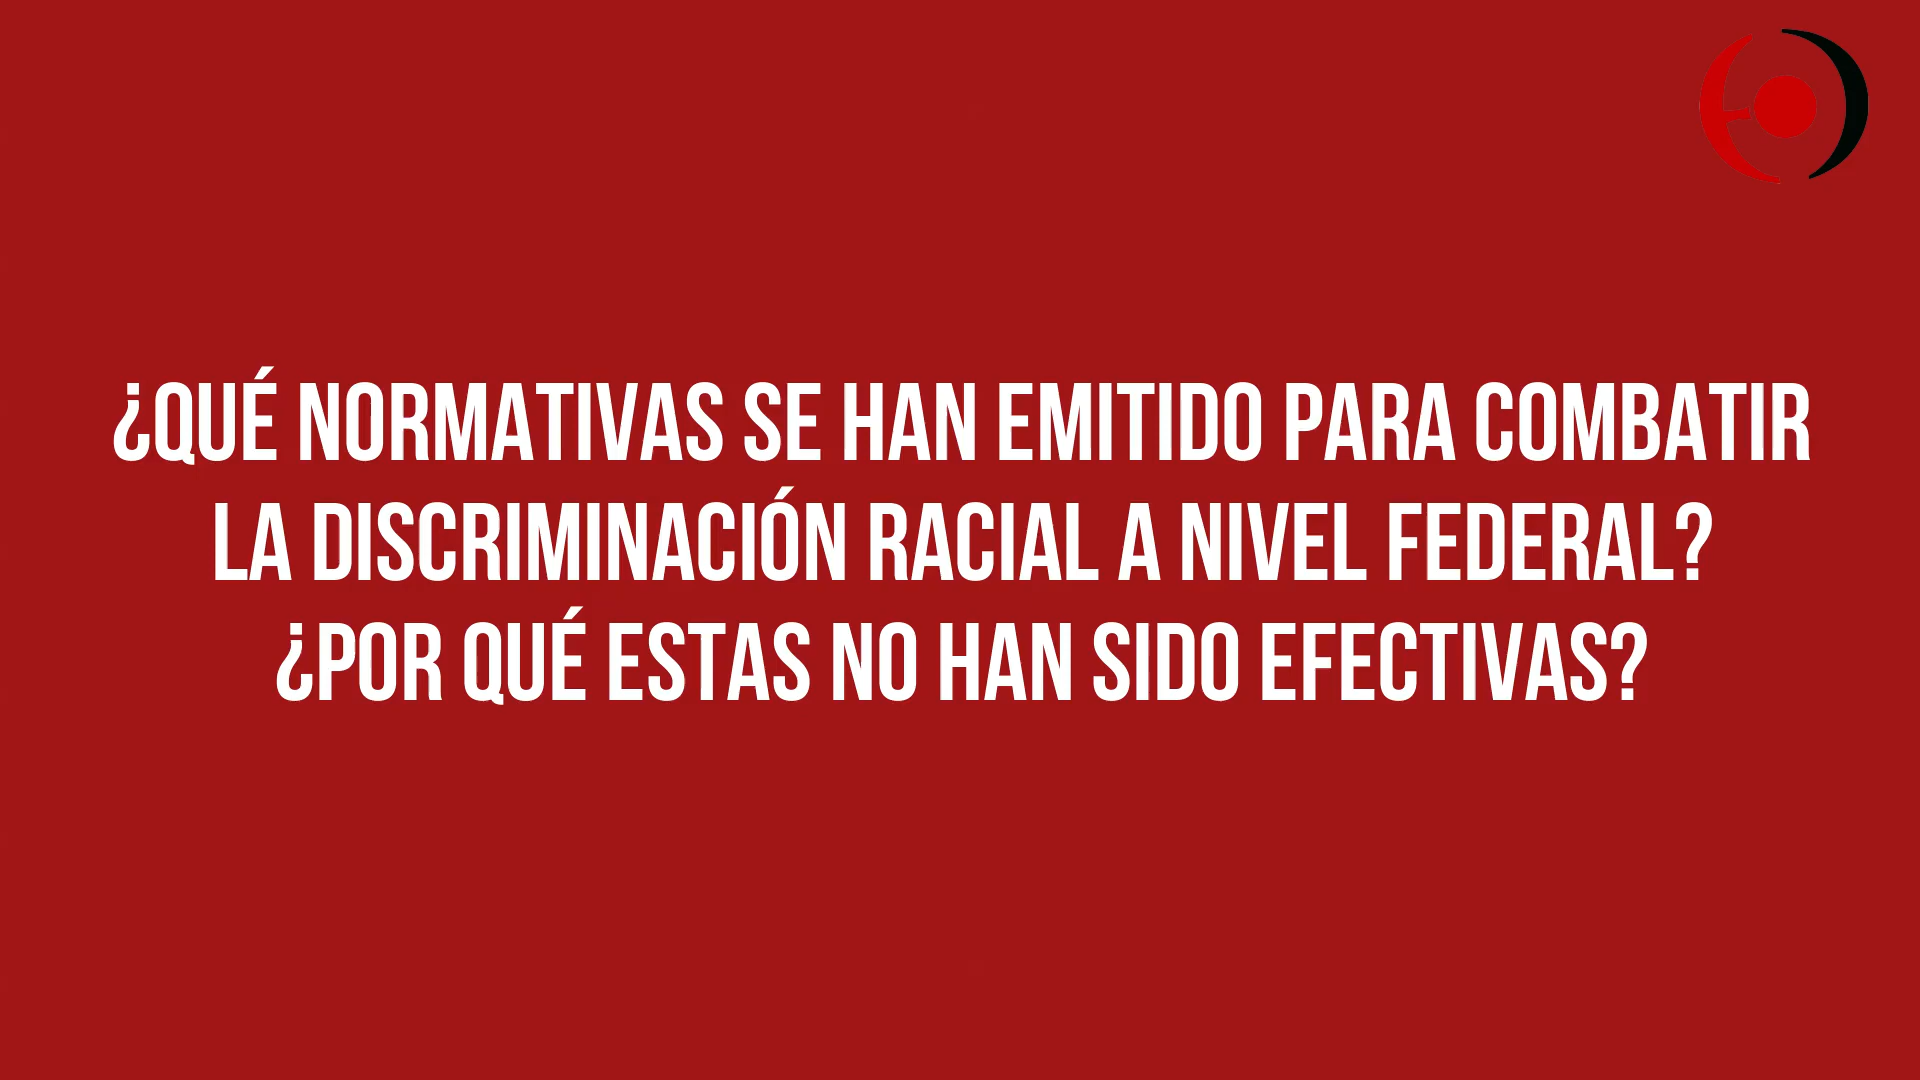 ¿QUÉ NORMATIVAS SE HAN EMITIDO PARA COMBATIR
LA DISCRIMINACIÓN RACIAL A NIVEL FEDERAL?
¿POR QUÉ ESTAS NO HAN SIDO EFECTIVAS?